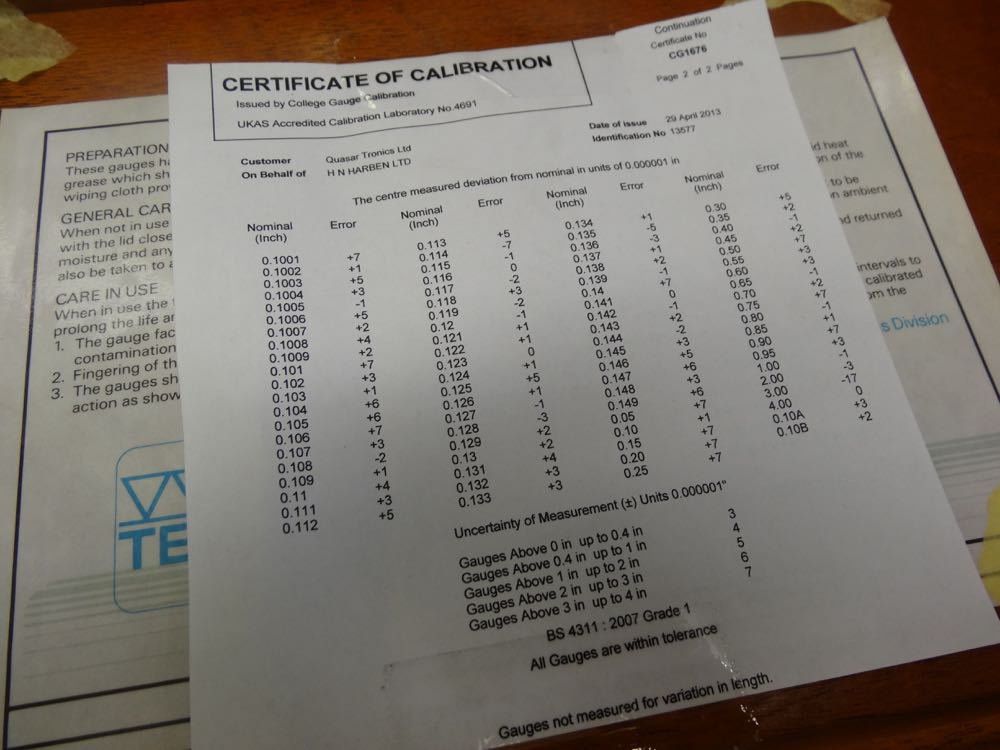 Continuation
Certificate No
CG1676
Page 2 of 2 Pages
CERTIFICATE OF CALIBRATION
Issued by College Gauge Calibration
UKAS Accredited Calibration Laboratory No.4691
Date of issue 29 April 2013
Identification No 13577
Customer Quasar Tronics Ltd
On Behalf of H N HARBEN LTD
The centre measured deviation from nominal in units of 0.000001 in
Nominal
(Inch)
0.1001
0.1002
0.1003
0.1004
0.1005
0.1006
0.1007
0.1008
0.1009
0.101
0.102
0.103
0.104
0.105
0.106
0.107
0.108
0.109
0.11
0.111
0.112
Error
+7
+1
+5
+3
-1
+5
+2
+4
+2
+7
+3
+6
+6
+7
+3
-2
+1
+4
+3
+5
Nominal
(Inch)
0.113
0.114
0.115
0.116
0.117
0.118
0.119
0.12
0.121
0.122
0.123
0.124
0.125
0.126
0.127
0.128
0.129
0.13
0.131
0.132
0.133
Error
+5
-7
-1
0
-2
+3
-2
-1
+1
+1
0
+1
+5
+1
-1
-3
+2
+2
+4
+3
+3
Nominal
(Inch)
0.134
0.135
0.136
0.137
0.138
0.139
0.14
0.141
0.142
0.143
0.144
0.145
0.146
0.147
0.148
0.149
0.05
0.10
0.15
0.20
0.25
Error
+1
-5
-3
+1
+2
-1
+7
0
-1
+2
-2
+3
+5
+6
+3
+6
+7
+1
+7
+7
+7
Nominal
(Inch)
0.30
0.35
0.40
0.45
0.50
0.55
0.60
0.65
0.70
0.75
0.80
0.85
0.90
0.95
1.00
2.00
3.00
4.00
0.10A
0.10B
Error
+5
+2
-1
+2
+7
+3
+3
-1
+2
+7
-1
+1
+7
+3
-1
-3
-17
0
+3
+2
Uncertainty of Measurement (±) Units 0.000001"
Gauges Above 0 in up to 0.4 in 3
Gauges Above 0.4 in up to 1 in 4
Gauges Above 1 in up to 2 in 5
Gauges Above 2 in up to 3 in 6
Gauges Above 3 in up to 4 in 7
BS 4311 : 2007 Grade 1
All Gauges are within tolerance
Gauges not measured for variation in length.
PREPARATION
These gauges
grease which
wiping cloth
GENERAL
When not in use
with the lid
moisture and any
also be taken to
CARE IN USE
When in use the
prolong the life
1. The gauge
contamination
2. Fingering of
3. The gauges
action as
TE
heat
of the
to be
ambient
returned
intervals to
calibrated
the
Division